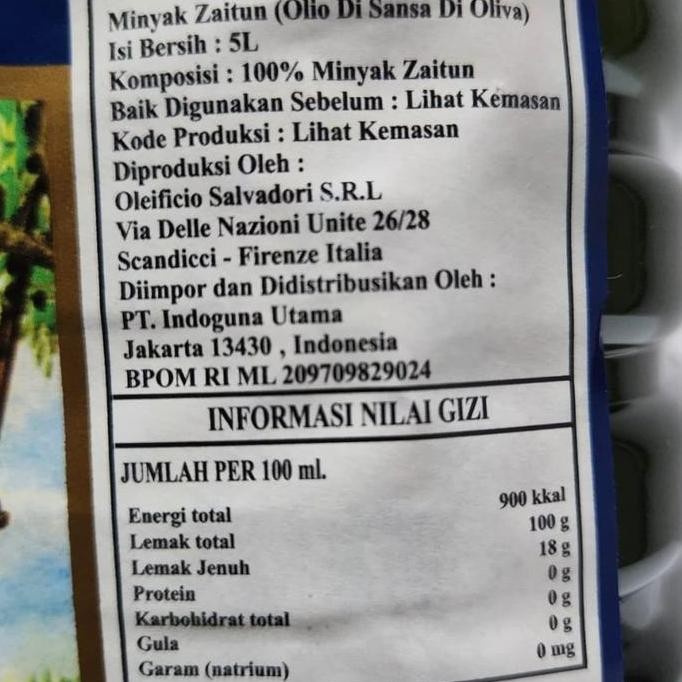 Minyak Zaitun (Olio Di Sansa Di Oliva)
Isi Bersih : 5L
Komposisi : 100% Minyak Zaitun
Baik Digunakan Sebelum : Lihat Kemasan
Kode Produksi : Lihat Kemasan
Diproduksi Oleh :
Oleificio Salvadori S.R.L
Via Delle Nazioni Unite 26/28
Scandicci - Firenze Italia
Diimpor dan Didistribusikan Oleh :
PT. Indoguna Utama
Jakarta 13430 , Indonesia
BPOM RI ML 209709829024
INFORMASI NILAI GIZI
JUMLAH PER 100 ml.
Energi total 900 kkal
Lemak total 100 g
Lemak Jenuh 18 g
Protein 0 g
Karbohidrat total 0 g
Gula 0 g
Garam (natrium) 0 mg